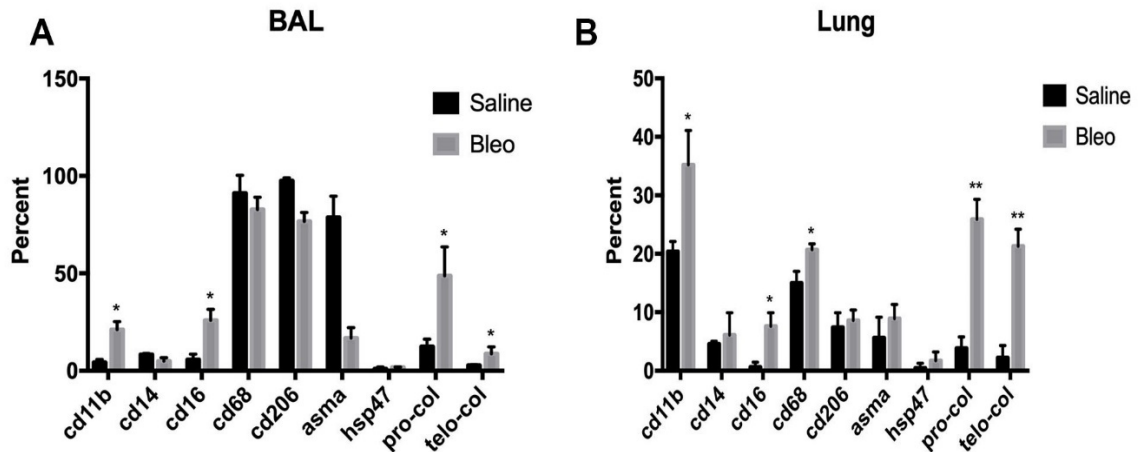 A
BAL
B
Lung
150
100
50
0
Percent
Saline
Bleo
*
*
*
*
cd11b
cd14
cd16
cd68
cd206
asma
hsp47
pro-col
telo-col
50
40
30
20
10
0
Percent
Saline
Bleo
*
*
*
**
**
cd11b
cd14
cd16
cd68
cd206
asma
hsp47
pro-col
telo-col